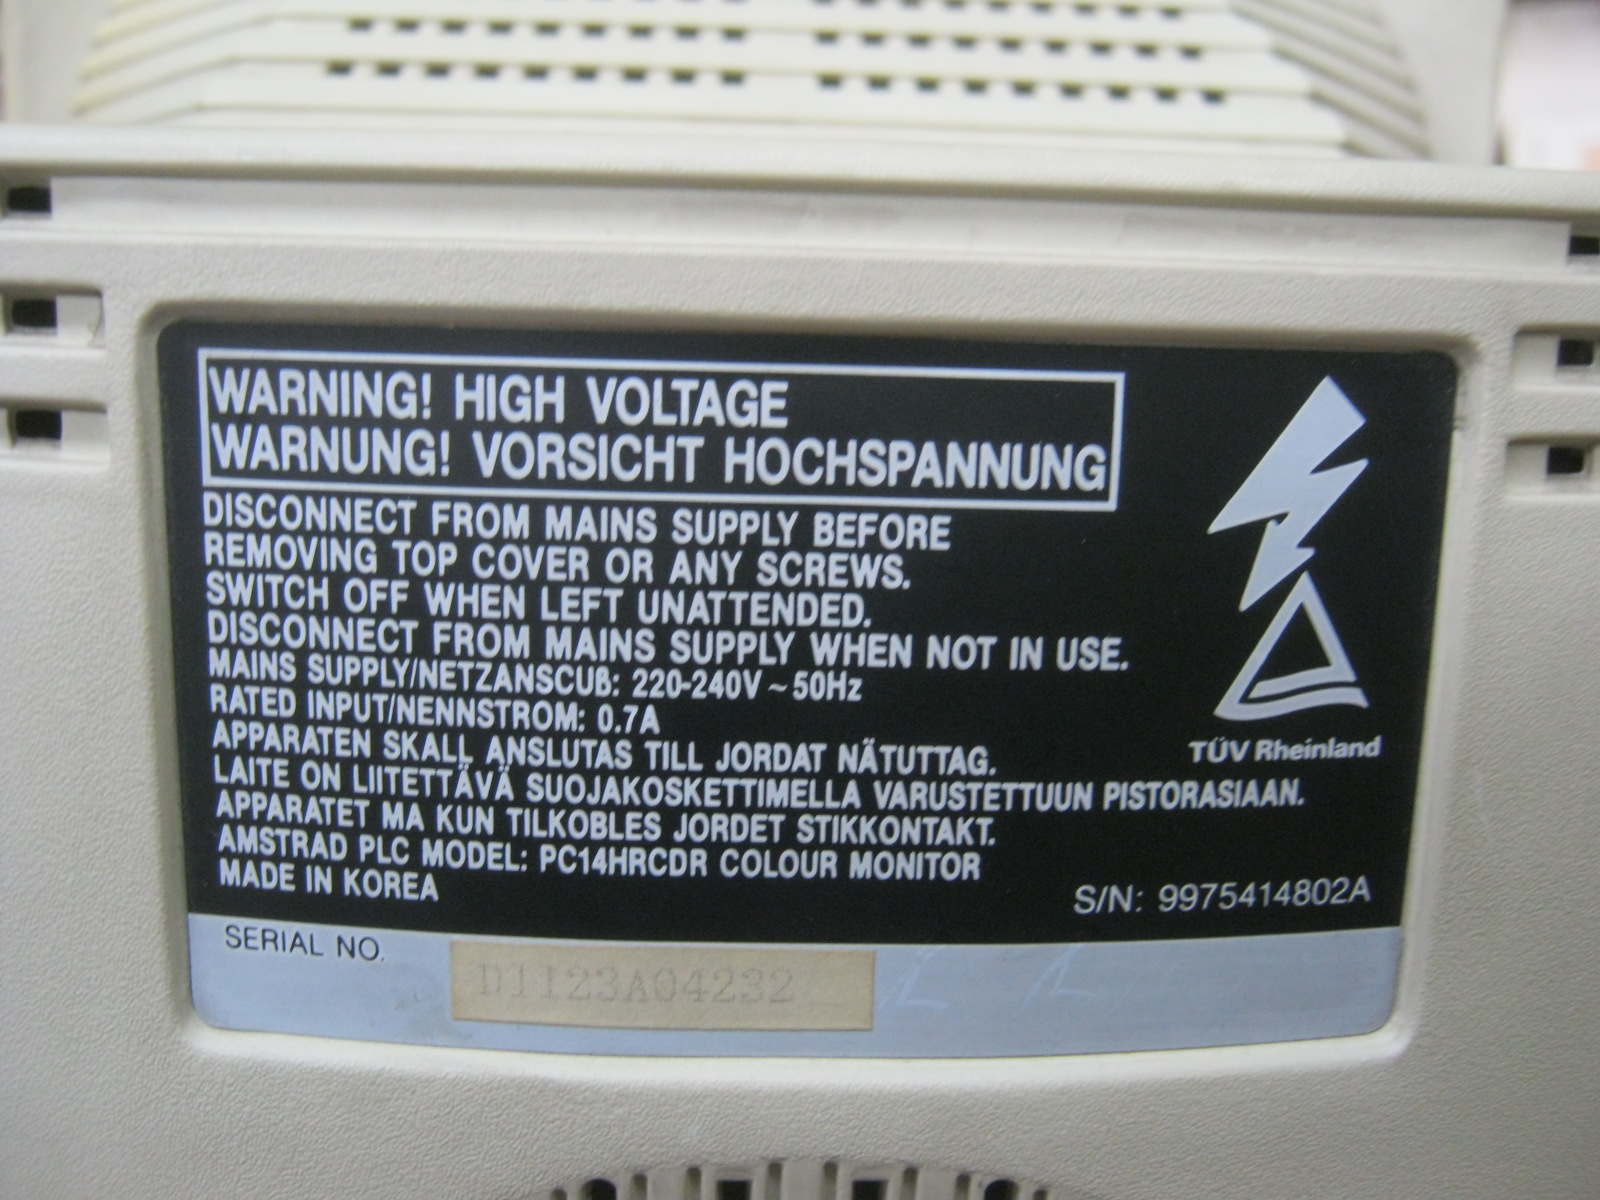 WARNING! HIGH VOLTAGE
WARNUNG! VORSICHT HOCHSPANNUNG
DISCONNECT FROM MAINS SUPPLY BEFORE
REMOVING TOP COVER OR ANY SCREWS.
SWITCH OFF WHEN LEFT UNATTENDED.
DISCONNECT FROM MAINS SUPPLY WHEN NOT IN USE.
MAINS SUPPLY/NETZANSCUß: 220-240V ~ 50Hz
RATED INPUT/NENNSTROM: 0.7A
APPARATEN SKALL ANSLUTAS TILL JORDAT NÄTUTTAG.
LAITE ON LIITETTÄVÄ SUOJAKOSKETTIMELLA VARUSTETTUUN PISTORASIAAN.
APPARATET MA KUN TILKOBLES JORDET STIKKONTAKT.
AMSTRAD PLC MODEL: PC14HRCDR COLOUR MONITOR
MADE IN KOREA
TÜV Rheinland
S/N: 9975414802A
SERIAL NO.
D1123A04232